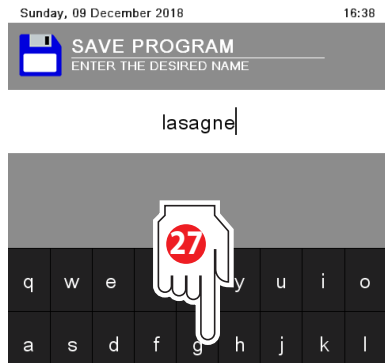 Sunday, 09 December 2018 16:38
SAVE PROGRAM
ENTER THE DESIRED NAME
lasagne
27
q w e y u i o
a s d f g h j k l